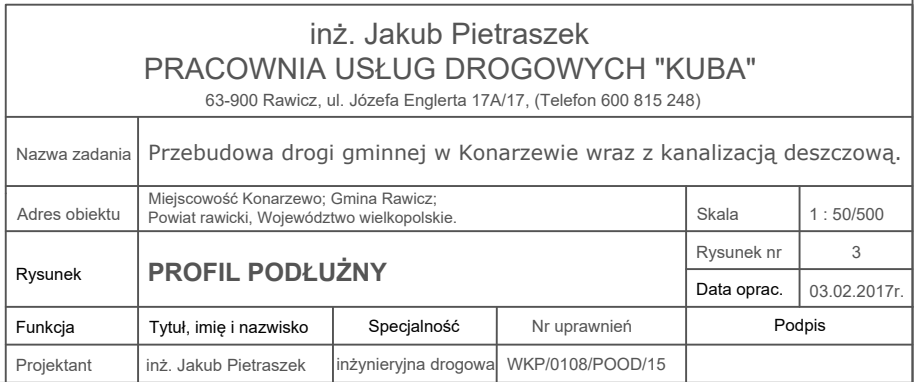 inż. Jakub Pietraszek
PRACOWNIA USŁUG DROGOWYCH "KUBA"
63-900 Rawicz, ul. Józefa Englerta 17A/17, (Telefon 600 815 248)
Nazwa zadania Przebudowa drogi gminnej w Konarzewie wraz z kanalizacją deszczową.
Adres obiektu Miejscowość Konarzewo; Gmina Rawicz;
Powiat rawicki, Województwo wielkopolskie.
Skala 1 : 50/500
Rysunek PROFIL PODŁUŻNY
Rysunek nr 3
Data oprac. 03.02.2017r.
Funkcja Tytuł, imię i nazwisko Specjalność Nr uprawnień Podpis
Projektant inż. Jakub Pietraszek inżynieryjna drogowa WKP/0108/POOD/15